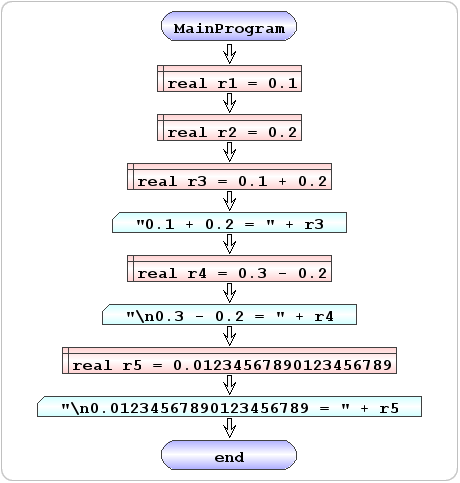 MainProgram
real r1 = 0.1
real r2 = 0.2
real r3 = 0.1 + 0.2
"0.1 + 0.2 = " + r3
real r4 = 0.3 - 0.2
"\n0.3 - 0.2 = " + r4
real r5 = 0.01234567890123456789
"\n0.01234567890123456789 = " + r5
end